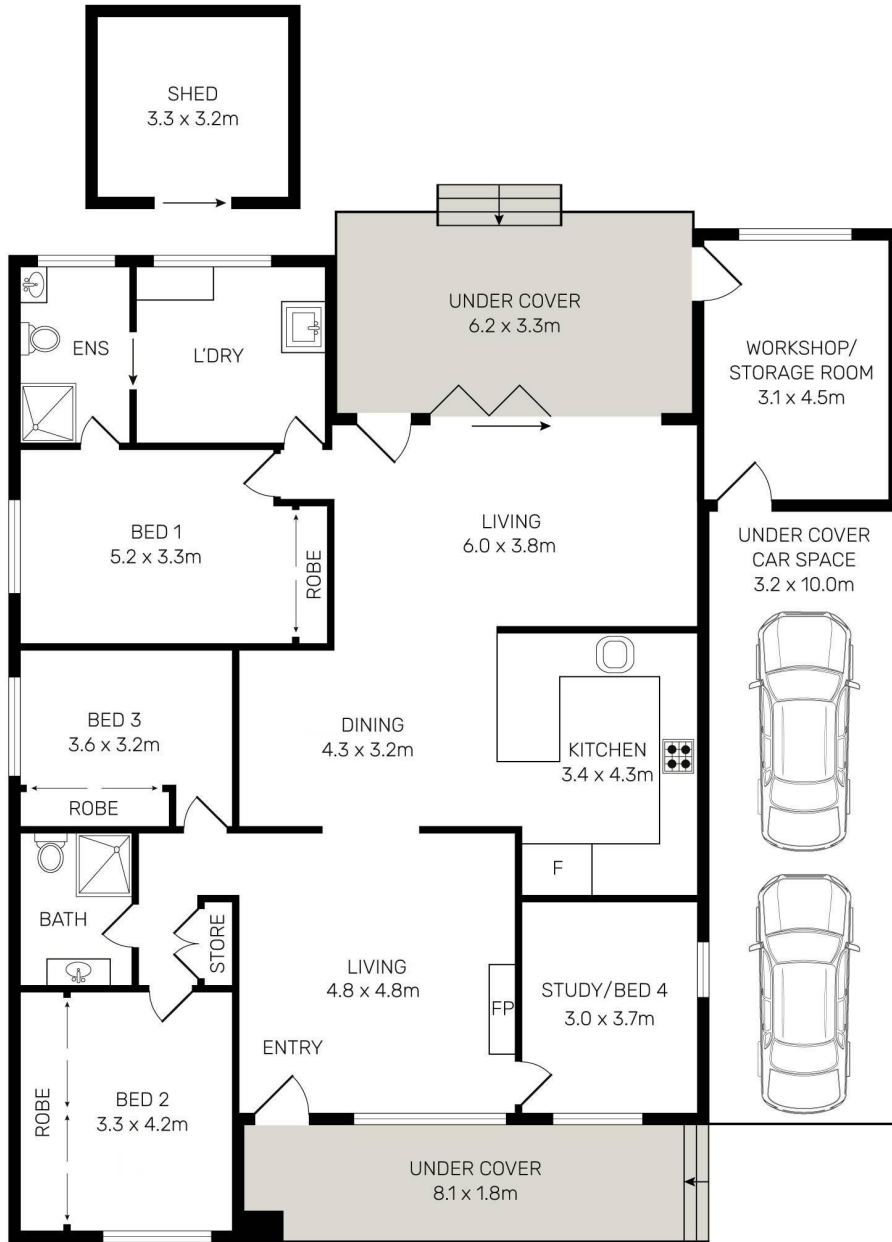 SHED
3.3 x 3.2m
UNDER COVER
6.2 x 3.3m
ENS
L'DRY
WORKSHOP/
STORAGE ROOM
3.1 x 4.5m
BED 1
5.2 x 3.3m
ROBE
LIVING
6.0 x 3.8m
UNDER COVER
CAR SPACE
3.2 x 10.0m
BED 3
3.6 x 3.2m
ROBE
DINING
4.3 x 3.2m
KITCHEN
3.4 x 4.3m
F
BATH
STORE
LIVING
4.8 x 4.8m
FP
STUDY/BED 4
3.0 x 3.7m
ENTRY
ROBE
BED 2
3.3 x 4.2m
UNDER COVER
8.1 x 1.8m